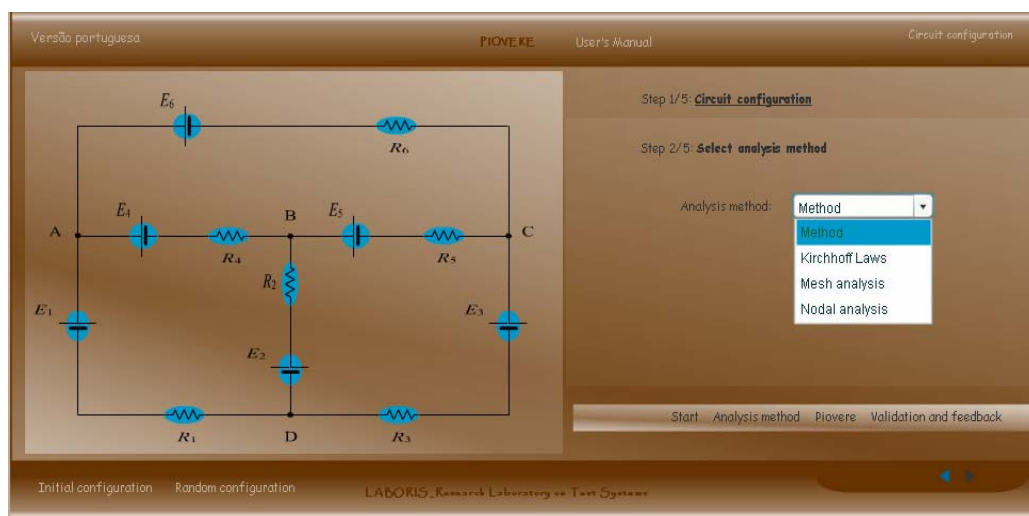 Versão portuguesa
PIOVERE
User's Manual
Circuit configuration
E6
R6
E4
B
E5
A
C
R4
R5
R2
E1
E3
E2
R1
D
R3
Step 1/5: Circuit configuration
Step 2/5: Select analysis method
Analysis method:
Method
Method
Kirchhoff Laws
Mesh analysis
Nodal analysis
Start Analysis method Piovere Validation and feedback
Initial configuration Random configuration
LABORIS_Research Laboratory on Test Systems